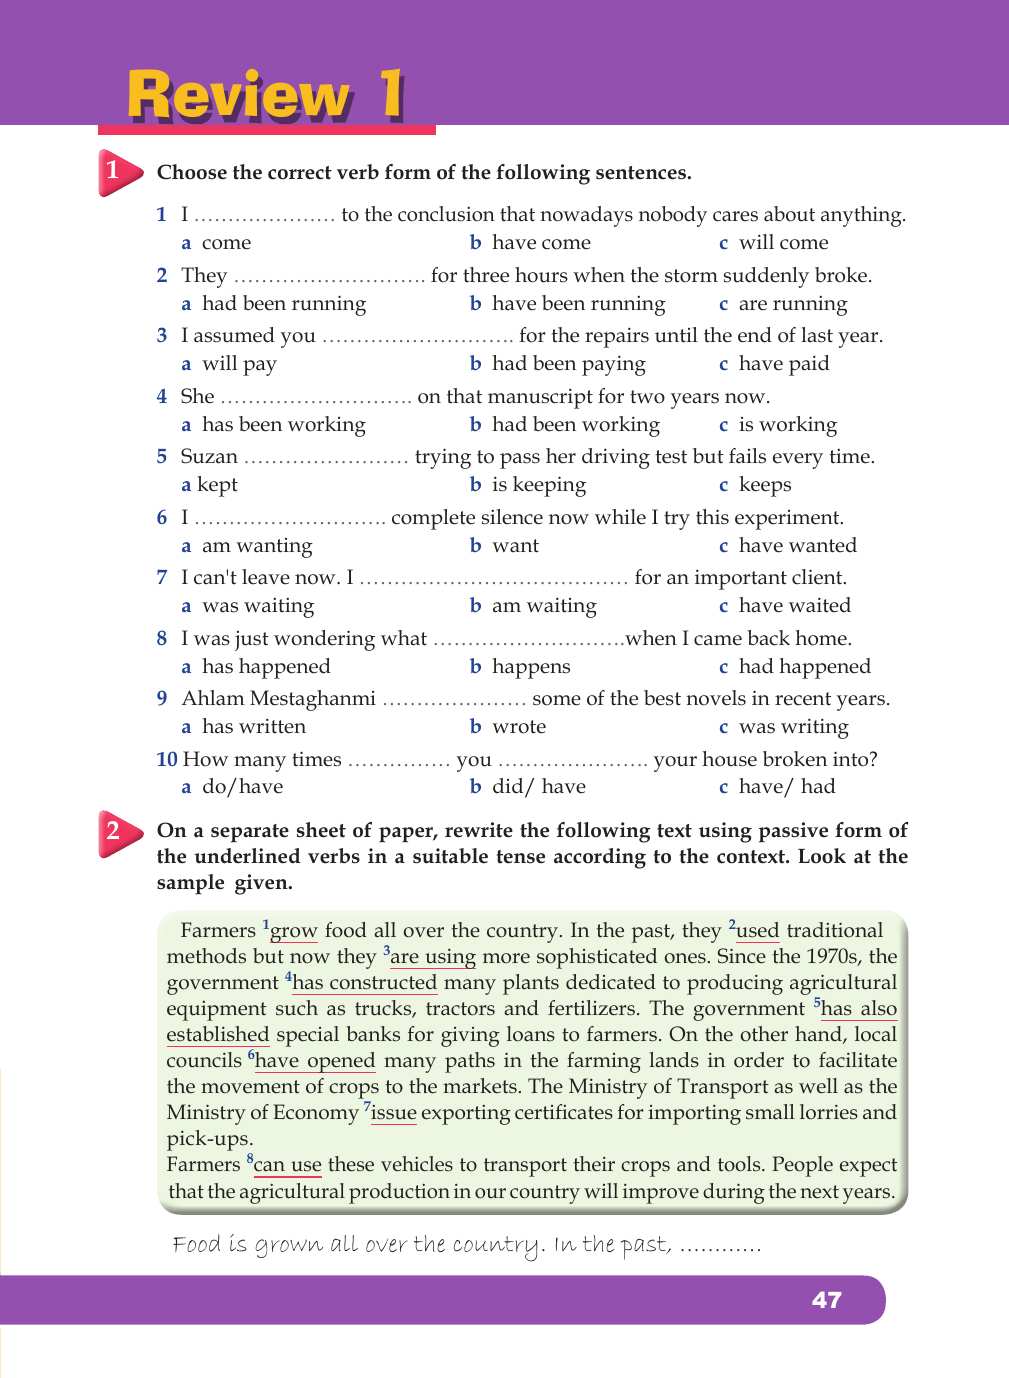 Review 1
1 Choose the correct verb form of the following sentences.
1 I ..................... to the conclusion that nowadays nobody cares about anything.
a come b have come c will come
2 They ............................ for three hours when the storm suddenly broke.
a had been running b have been running c are running
3 I assumed you ............................ for the repairs until the end of last year.
a will pay b had been paying c have paid
4 She ............................ on that manuscript for two years now.
a has been working b had been working c is working
5 Suzan ........................ trying to pass her driving test but fails every time.
a kept b is keeping c keeps
6 I ............................ complete silence now while I try this experiment.
a am wanting b want c have wanted
7 I can't leave now. I ....................................... for an important client.
a was waiting b am waiting c have waited
8 I was just wondering what ............................when I came back home.
a has happened b happens c had happened
9 Ahlam Mestaghanmi ..................... some of the best novels in recent years.
a has written b wrote c was writing
10 How many times ............... you ...................... your house broken into?
a do/have b did/ have c have/ had
2 On a separate sheet of paper, rewrite the following text using passive form of
the underlined verbs in a suitable tense according to the context. Look at the
sample given.
Farmers 1grow food all over the country. In the past, they 2used traditional
methods but now they 3are using more sophisticated ones. Since the 1970s, the
government 4has constructed many plants dedicated to producing agricultural
equipment such as trucks, tractors and fertilizers. The government 5has also
established special banks for giving loans to farmers. On the other hand, local
councils 6have opened many paths in the farming lands in order to facilitate
the movement of crops to the markets. The Ministry of Transport as well as the
Ministry of Economy 7issue exporting certificates for importing small lorries and
pick-ups.
Farmers 8can use these vehicles to transport their crops and tools. People expect
that the agricultural production in our country will improve during the next years.
Food is grown all over the country. In the past, ............
47